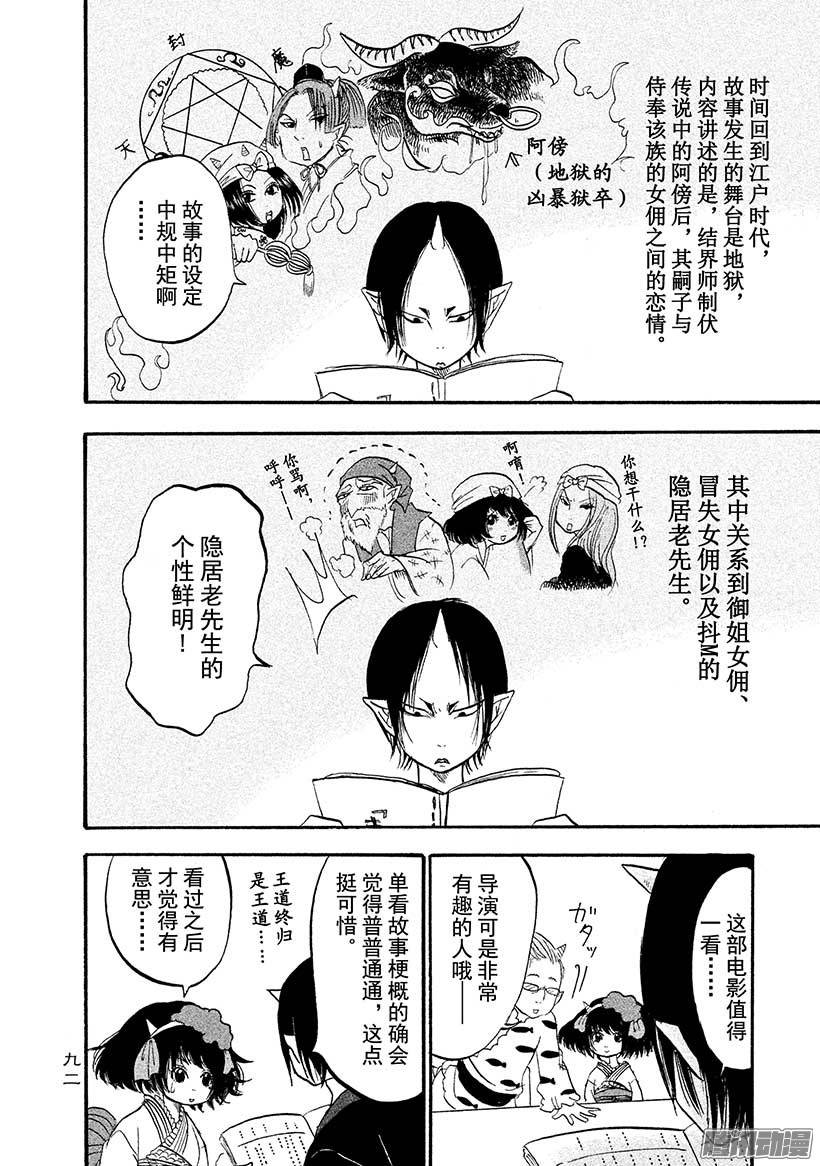 时间回到江户时代，
故事发生的舞台是地狱，
内容讲述的是，结界师制伏
传说中的阿傍后，其嗣子与
侍奉该族的女佣之间的恋情。
阿傍
（地狱的
凶暴狱卒）
魔
封
天
故事的设定
中规中矩啊
……
其中关系到御姐女佣、
冒失女佣以及抖M的
隐居老先生。
你想干什么!?
啊唷！
你骂啊，
呼呼——
隐居老先生的
个性鲜明！
这部电影值得
一看……
ガタッ
导演可是非常
有趣的人哦——
单看故事梗概的确会
觉得普普通通，这点
挺可惜。
王道终归
是王道……
看过之后
才觉得有
意思……
九二
腾讯动漫